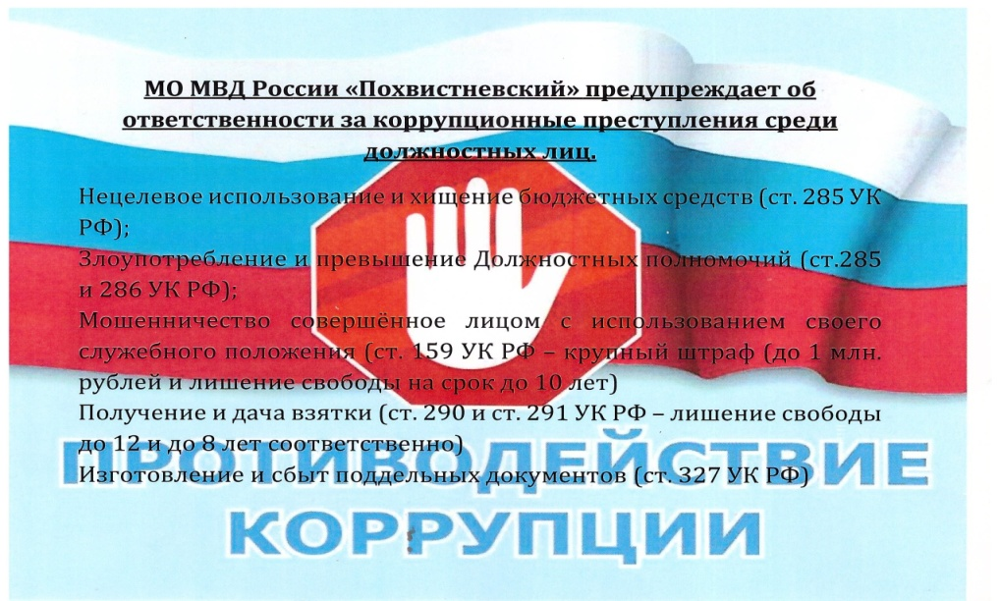 МО МВД России «Похвистневский» предупреждает об
ответственности за коррупционные преступления среди
должностных лиц.
Нецелевое использование и хищение бюджетных средств (ст. 285 УК
РФ);
Злоупотребление и превышение Должностных полномочий (ст.285
и 286 УК РФ);
Мошенничество совершённое лицом с использованием своего
служебного положения (ст. 159 УК РФ – крупный штраф (до 1 млн.
рублей и лишение свободы на срок до 10 лет)
Получение и дача взятки (ст. 290 и ст. 291 УК РФ – лишение свободы
до 12 и до 8 лет соответственно)
Изготовление и сбыт поддельных документов (ст. 327 УК РФ)
ПРОТИВОДЕЙСТВИЕ
КОРРУПЦИИ